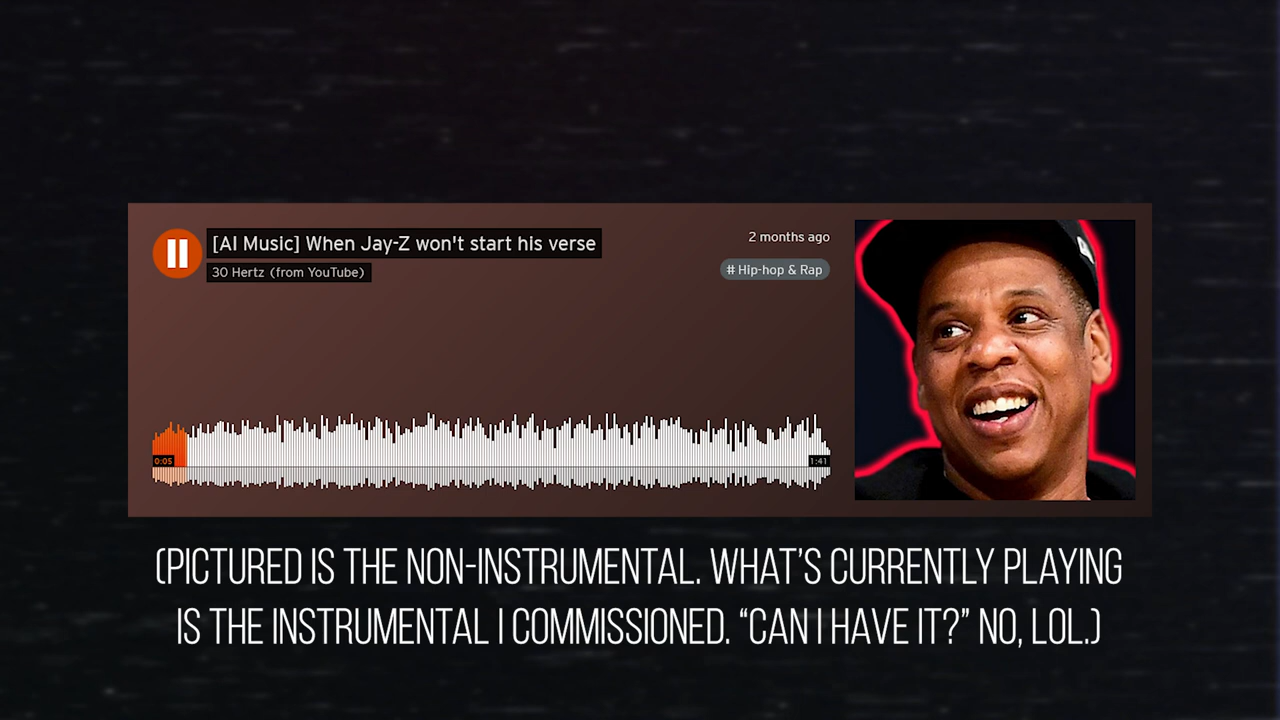 [AI Music] When Jay-Z won't start his verse
2 months ago
30 Hertz (from YouTube)
# Hip-hop & Rap
0:05
1:41
(PICTURED IS THE NON-INSTRUMENTAL. WHAT'S CURRENTLY PLAYING
IS THE INSTRUMENTAL I COMMISSIONED. “CAN I HAVE IT?” NO, LOL.)